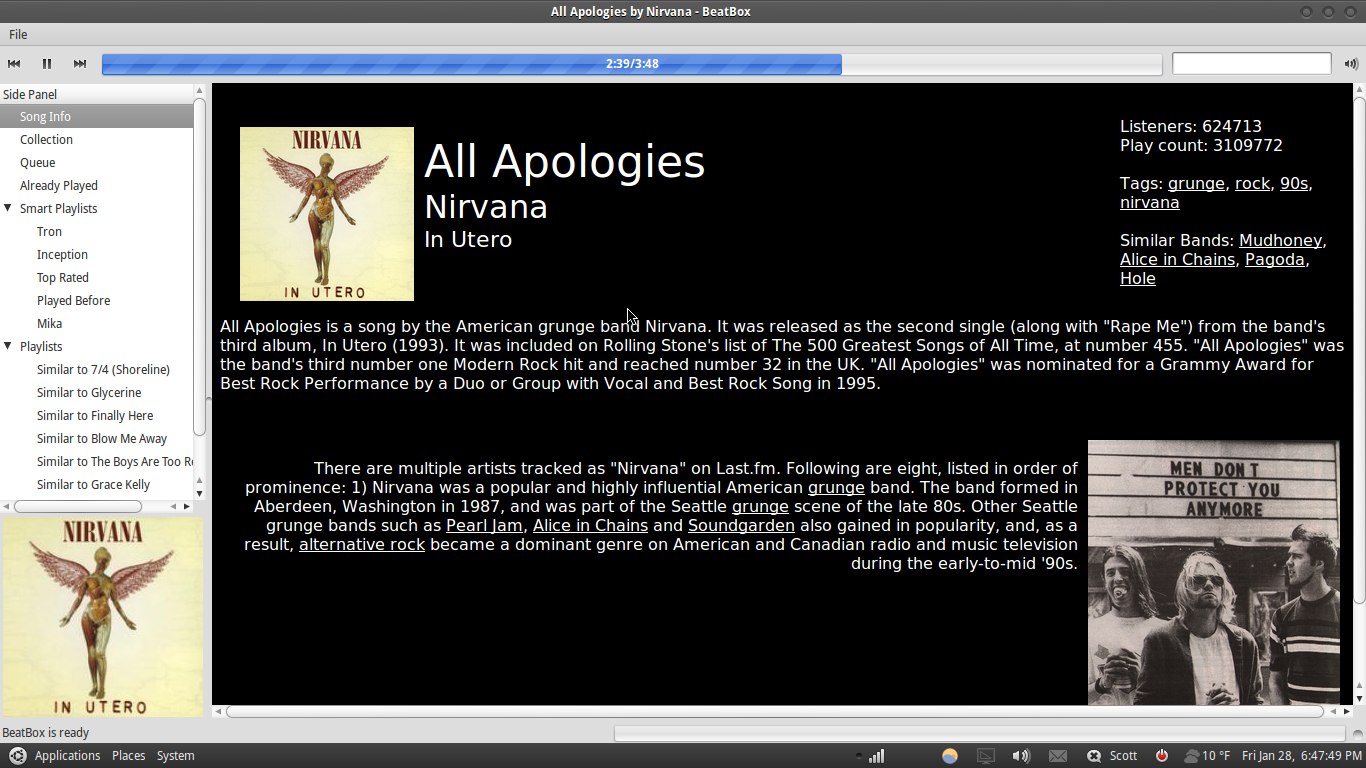 All Apologies by Nirvana - BeatBox
File
2:39/3:48
Side Panel
Song Info
Collection
Queue
Already Played
Smart Playlists
Tron
Inception
Top Rated
Played Before
Mika
Playlists
Similar to 7/4 (Shoreline)
Similar to Glycerine
Similar to Finally Here
Similar to Blow Me Away
Similar to The Boys Are Too R
Similar to Grace Kelly
NIRVANA
IN UTERO
BeatBox is ready
NIRVANA
IN UTERO
All Apologies
Nirvana
In Utero
Listeners: 624713
Play count: 3109772
Tags: grunge, rock, 90s,
nirvana
Similar Bands: Mudhoney,
Alice in Chains, Pagoda,
Hole
All Apologies is a song by the American grunge band Nirvana. It was released as the second single (along with "Rape Me") from the band's
third album, In Utero (1993). It was included on Rolling Stone's list of The 500 Greatest Songs of All Time, at number 455. "All Apologies" was
the band's third number one Modern Rock hit and reached number 32 in the UK. "All Apologies" was nominated for a Grammy Award for
Best Rock Performance by a Duo or Group with Vocal and Best Rock Song in 1995.
There are multiple artists tracked as "Nirvana" on Last.fm. Following are eight, listed in order of
prominence: 1) Nirvana was a popular and highly influential American grunge band. The band formed in
Aberdeen, Washington in 1987, and was part of the Seattle grunge scene of the late 80s. Other Seattle
grunge bands such as Pearl Jam, Alice in Chains and Soundgarden also gained in popularity, and, as a
result, alternative rock became a dominant genre on American and Canadian radio and music television
during the early-to-mid '90s.
MEN DON T
PROTECT YOU
ANYMORE
Applications Places System
Scott
10 °F
Fri Jan 28, 6:47:49 PM